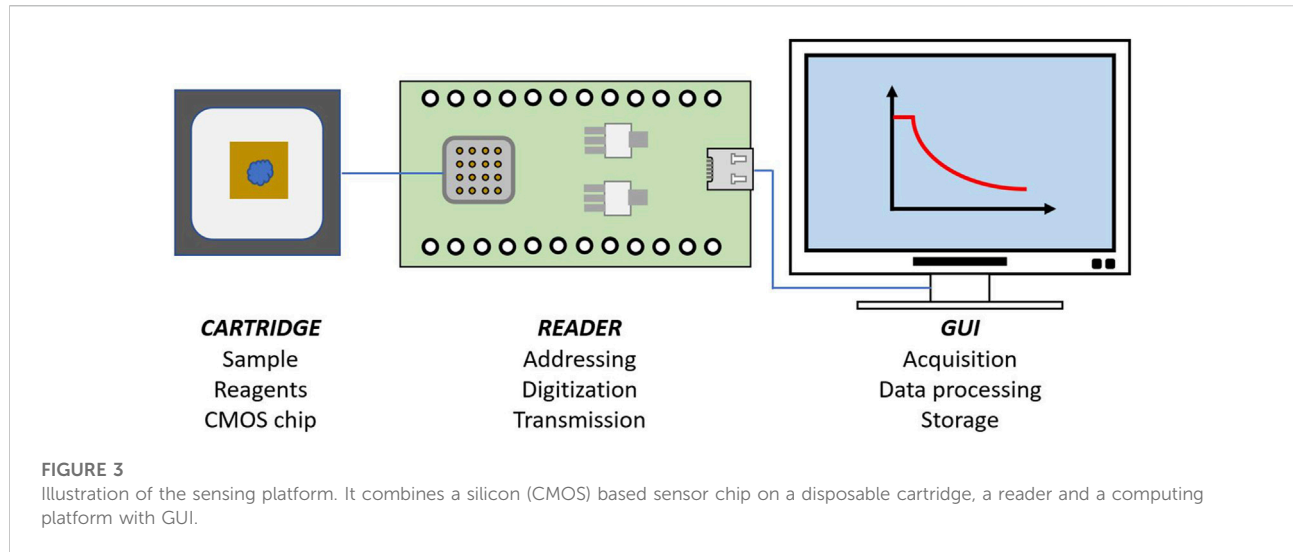 CARTRIDGE
Sample
Reagents
CMOS chip
READER
Addressing
Digitization
Transmission
GUI
Acquisition
Data processing
Storage
FIGURE 3
Illustration of the sensing platform. It combines a silicon (CMOS) based sensor chip on a disposable cartridge, a reader and a computing
platform with GUI.